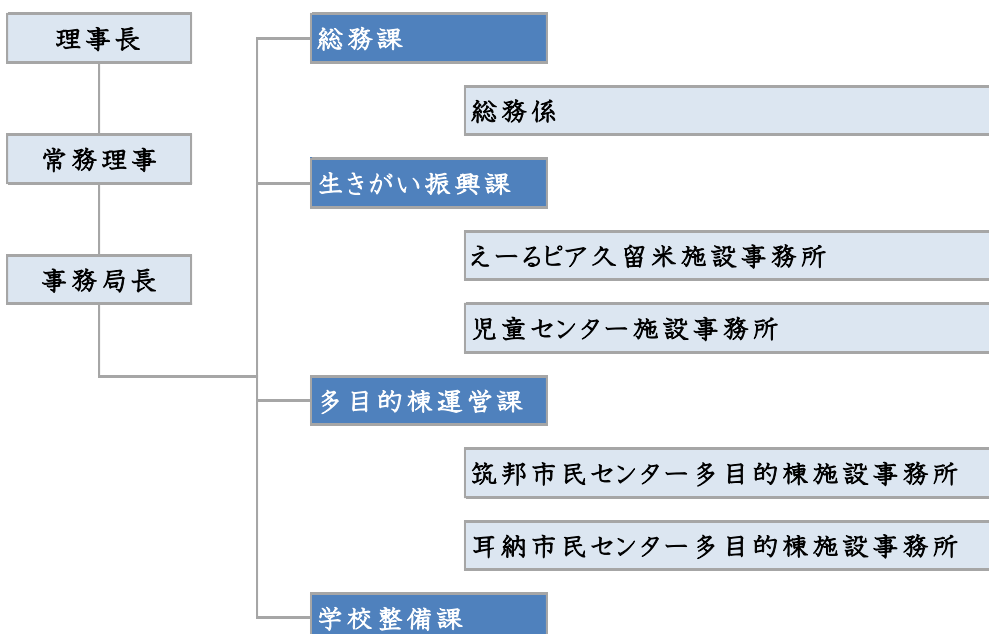 理事長
常務理事
事務局長
総務課
総務係
生きがい振興課
えーるピア久留米施設事務所
児童センター施設事務所
多目的棟運営課
筑邦市民センター多目的棟施設事務所
耳納市民センター多目的棟施設事務所
学校整備課